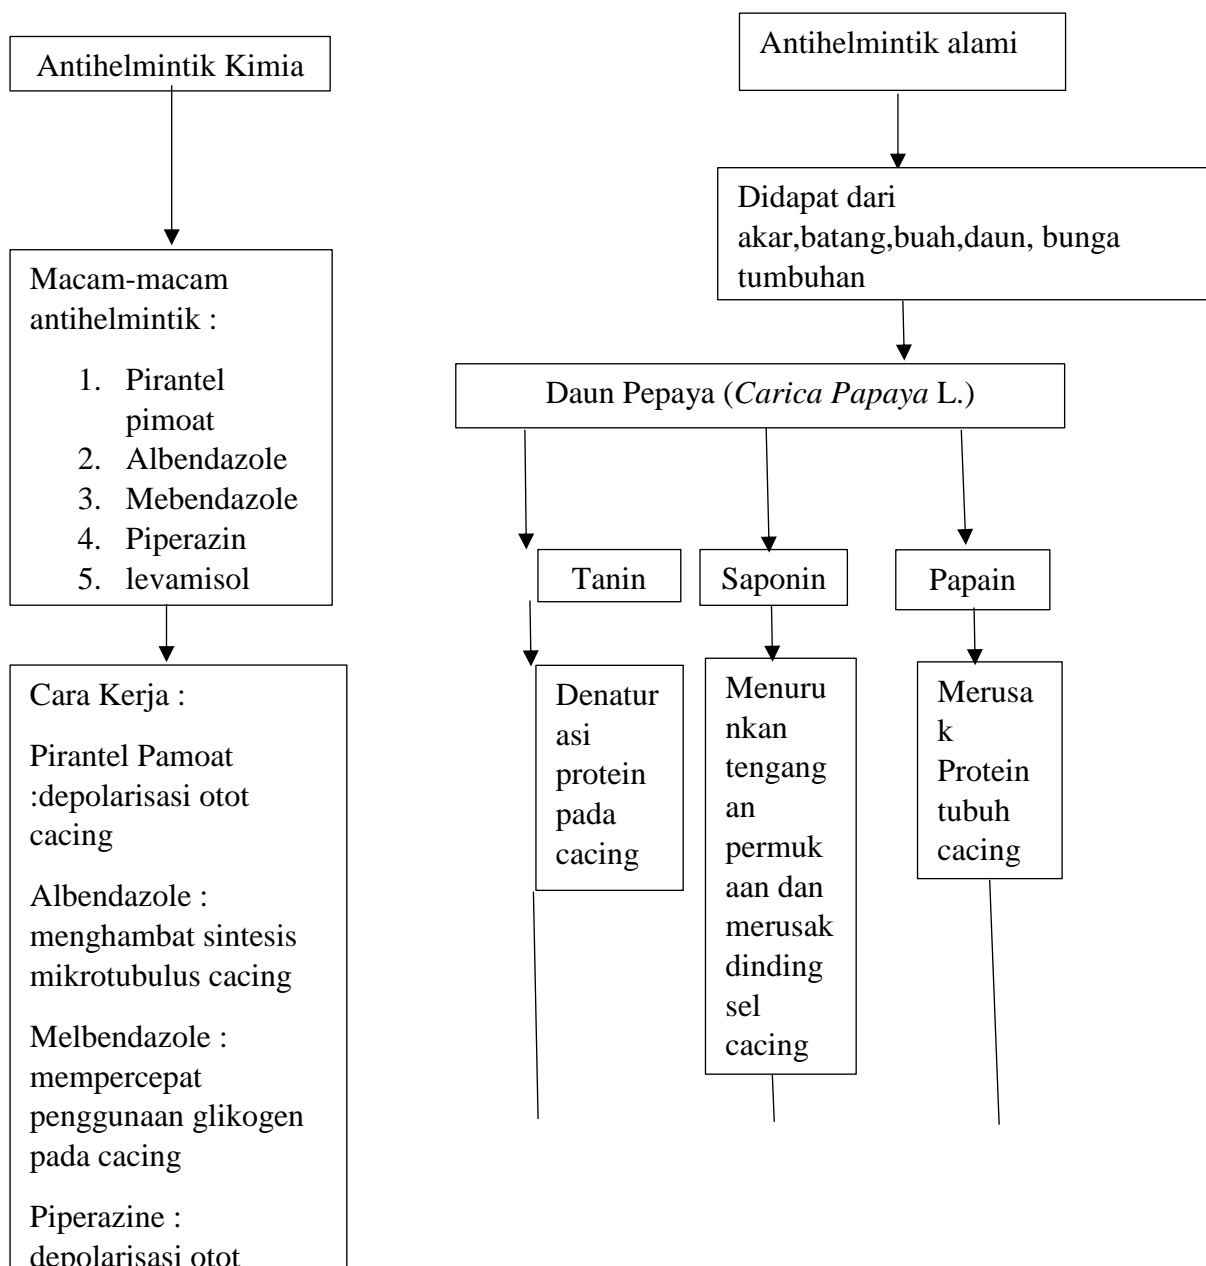 Antihelmintik Kimia
Macam-macam
antihelmintik :
1. Pirantel
pimoat
2. Albendazole
3. Mebendazole
4. Piperazin
5. levamisol
Cara Kerja :
Pirantel Pamoat
:depolarisasi otot
cacing
Albendazole :
menghambat sintesis
mikrotubulus cacing
Melbendazole :
mempercepat
penggunaan glikogen
pada cacing
Piperazine :
depolarisasi otot
Antihelmintik alami
Didapat dari
akar,batang,buah,daun, bunga
tumbuhan
Daun Pepaya (Carica Papaya L.)
Tanin
Saponin
Papain
Denatur
asi
protein
pada
cacing
Menuru
nkan
tengang
an
permuk
aan dan
merusak
dinding
sel
cacing
Merusa
k
Protein
tubuh
cacing